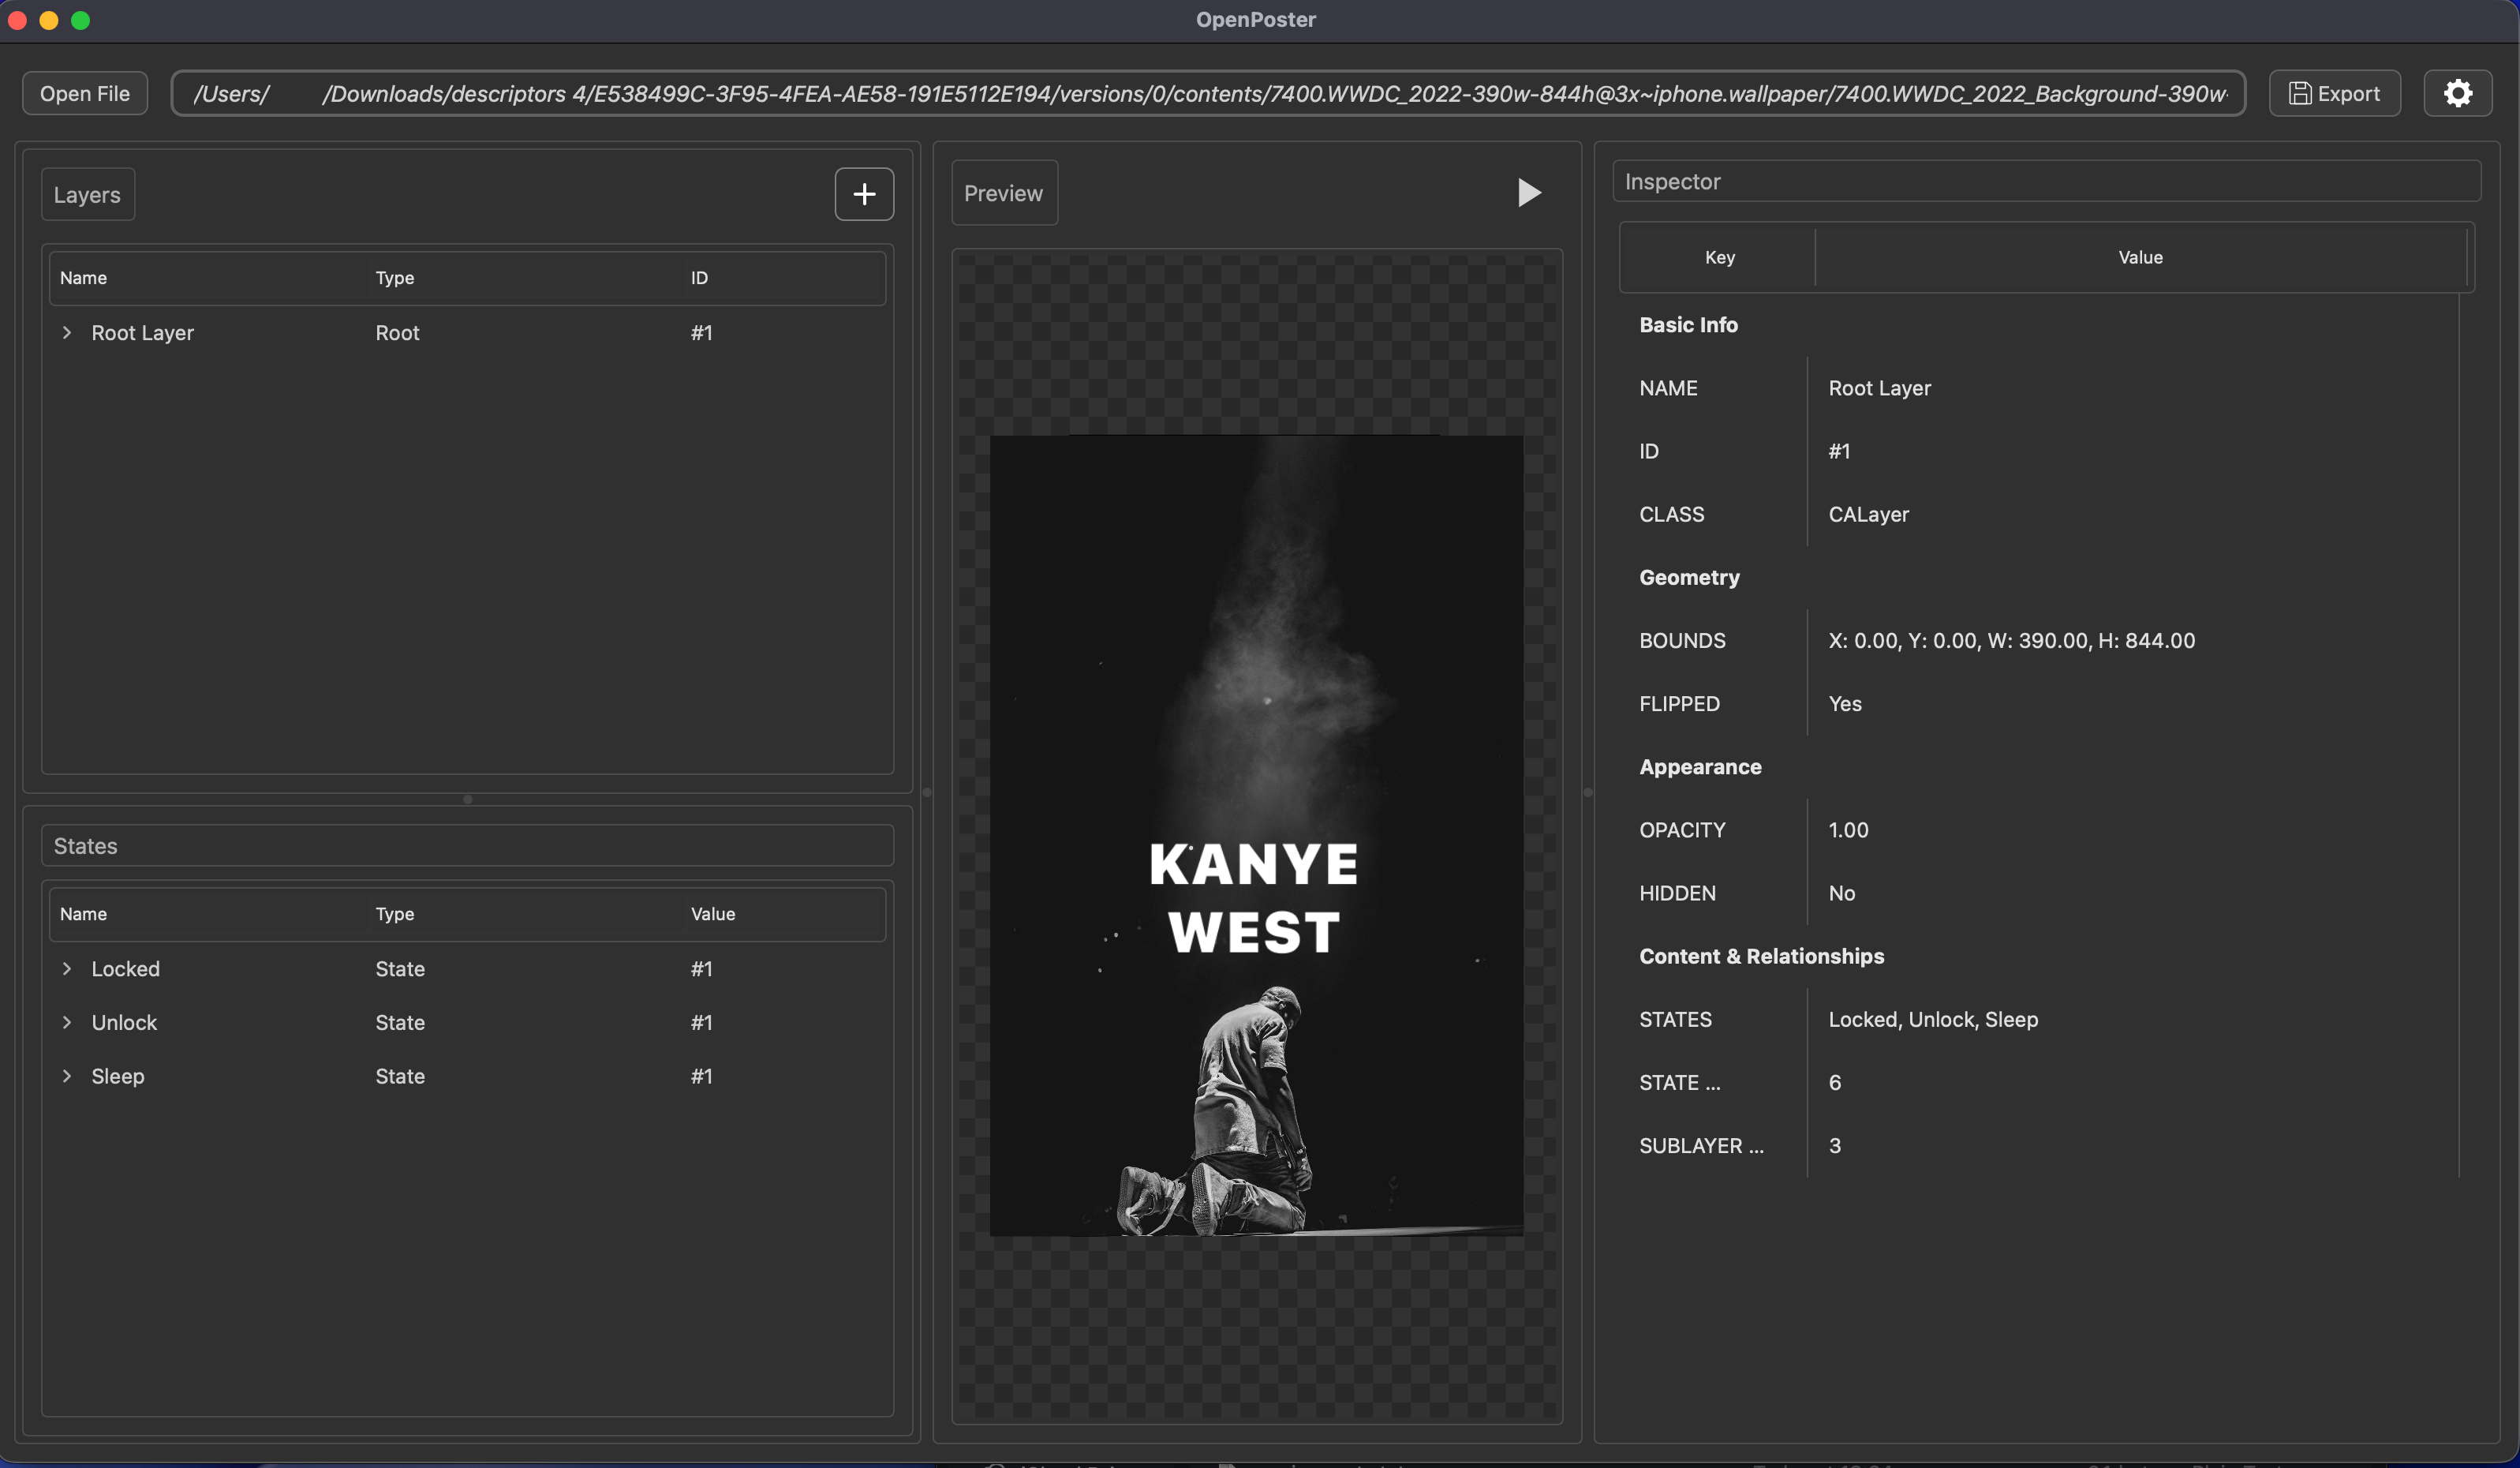 OpenPoster
Open File
/Users/ /Downloads/descriptors 4/E538499C-3F95-4FEA-AE58-191E5112E194/versions/0/contents/7400.WWDC_2022-390w-844h@3x~iphone.wallpaper/7400.WWDC_2022_Background-390w-
Export
Layers
Name Type ID
Root Layer Root #1
States
Name Type Value
Locked State #1
Unlock State #1
Sleep State #1
Preview
KANYE
WEST
Inspector
Key Value
Basic Info
NAME Root Layer
ID #1
CLASS CALayer
Geometry
BOUNDS X: 0.00, Y: 0.00, W: 390.00, H: 844.00
FLIPPED Yes
Appearance
OPACITY 1.00
HIDDEN No
Content & Relationships
STATES Locked, Unlock, Sleep
STATE ... 6
SUBLAYER ... 3